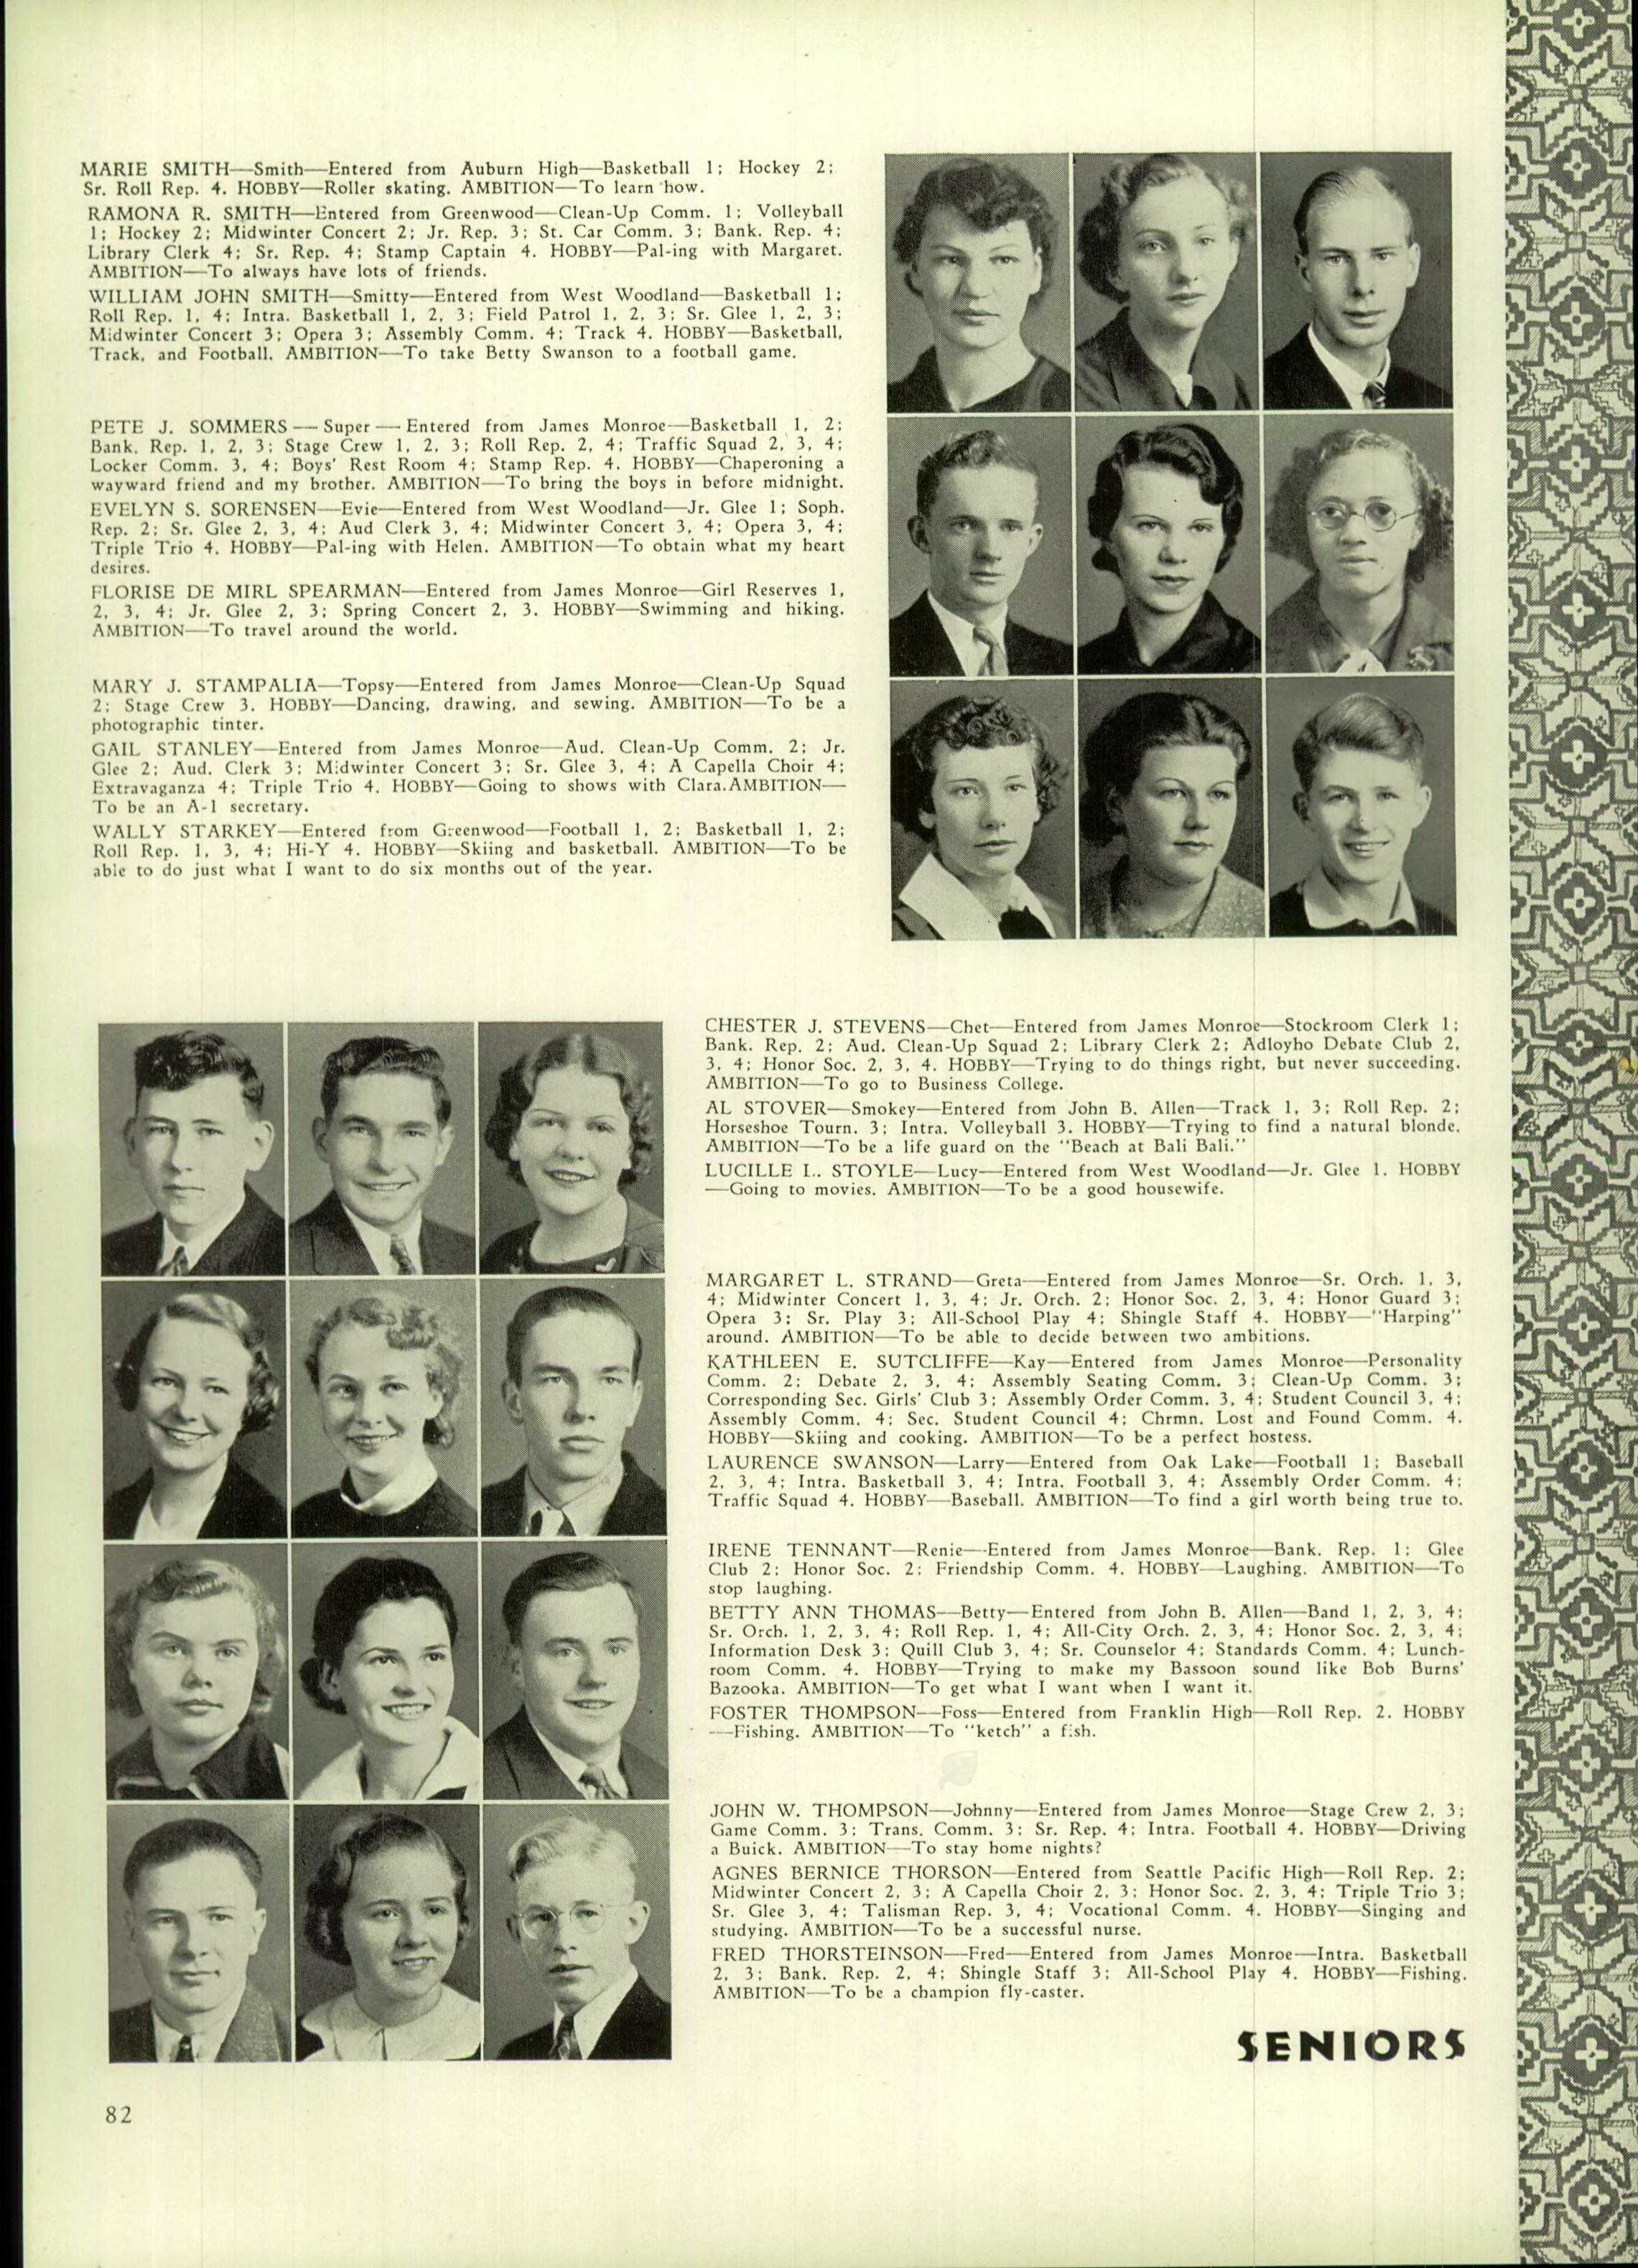 MARIE SMITH—Smith—Entered from Auburn High—Basketball 1; Hockey 2;
Sr. Roll Rep. 4. HOBBY—Roller skating. AMBITION—To learn how.
RAMONA R. SMITH—Entered from Greenwood—Clean-Up Comm. 1; Volleyball
1; Hockey 2; Midwinter Concert 2; Jr. Rep. 3; St. Car Comm. 3; Bank. Rep. 4;
Library Clerk 4; Sr. Rep. 4; Stamp Captain 4. HOBBY—Pal-ing with Margaret.
AMBITION—To always have lots of friends.
WILLIAM JOHN SMITH—Smitty—Entered from West Woodland—Basketball 1;
Roll Rep. 1, 4; Intra. Basketball 1, 2, 3; Field Patrol 1, 2, 3; Sr. Glee 1, 2, 3;
Midwinter Concert 3; Opera 3; Assembly Comm. 4; Track 4. HOBBY—Basketball,
Track, and Football. AMBITION—To take Betty Swanson to a football game.
PETE J. SOMMERS — Super — Entered from James Monroe—Basketball 1, 2;
Bank. Rep. 1, 2, 3; Stage Crew 1, 2, 3; Roll Rep. 2, 4; Traffic Squad 2, 3, 4;
Locker Comm. 3, 4; Boys' Rest Room 4; Stamp Rep. 4. HOBBY—Chaperoning a
wayward friend and my brother. AMBITION—To bring the boys in before midnight.
EVELYN S. SORENSEN—Evie—Entered from West Woodland—Jr. Glee 1; Soph.
Rep. 2; Sr. Glee 2, 3, 4; Aud Clerk 3, 4; Midwinter Concert 3, 4; Opera 3, 4;
Triple Trio 4. HOBBY—Pal-ing with Helen. AMBITION—To obtain what my heart
desires.
FLORISE DE MIRL SPEARMAN—Entered from James Monroe—Girl Reserves 1,
2, 3, 4; Jr. Glee 2, 3; Spring Concert 2, 3. HOBBY—Swimming and hiking.
AMBITION—To travel around the world.
MARY J. STAMPALIA—Topsy—Entered from James Monroe—Clean-Up Squad
2; Stage Crew 3. HOBBY—Dancing, drawing, and sewing. AMBITION—To be a
photographic tinter.
GAIL STANLEY—Entered from James Monroe—Aud. Clean-Up Comm. 2; Jr.
Glee 2; Aud. Clerk 3; Midwinter Concert 3; Sr. Glee 3, 4; A Capella Choir 4;
Extravaganza 4; Triple Trio 4. HOBBY—Going to shows with Clara. AMBITION—
To be an A-1 secretary.
WALLY STARKEY—Entered from Greenwood—Football 1, 2; Basketball 1, 2;
Roll Rep. 1, 3, 4; Hi-Y 4. HOBBY—Skiing and basketball. AMBITION—To be
able to do just what I want to do six months out of the year.
CHESTER J. STEVENS—Chet—Entered from James Monroe—Stockroom Clerk 1;
Bank. Rep. 2; Aud. Clean-Up Squad 2; Library Clerk 2; Adloyho Debate Club 2,
3, 4; Honor Soc. 2, 3, 4. HOBBY—Trying to do things right, but never succeeding.
AMBITION—To go to Business College.
AL STOVER—Smokey—Entered from John B. Allen—Track 1, 3; Roll Rep. 2;
Horseshoe Tourn. 3; Intra. Volleyball 3. HOBBY—Trying to find a natural blonde.
AMBITION—To be a life guard on the "Beach at Bali Bali."
LUCILLE L. STOYLE—Lucy—Entered from West Woodland—Jr. Glee 1. HOBBY
—Going to movies. AMBITION—To be a good housewife.
MARGARET L. STRAND—Greta—Entered from James Monroe—Sr. Orch. 1, 3,
4; Midwinter Concert 1, 3, 4; Jr. Orch. 2; Honor Soc. 2, 3, 4; Honor Guard 3;
Opera 3; Sr. Play 3; All-School Play 4; Shingle Staff 4. HOBBY—"Harping"
around. AMBITION—To be able to decide between two ambitions.
KATHLEEN E. SUTCLIFFE—Kay—Entered from James Monroe—Personality
Comm. 2; Debate 2, 3, 4; Assembly Seating Comm. 3; Clean-Up Comm. 3;
Corresponding Sec. Girls' Club 3; Assembly Order Comm. 3, 4; Student Council 3, 4;
Assembly Comm. 4; Sec. Student Council 4; Chrmn. Lost and Found Comm. 4.
HOBBY—Skiing and cooking. AMBITION—To be a perfect hostess.
LAURENCE SWANSON—Larry—Entered from Oak Lake—Football 1; Baseball
2, 3, 4; Intra. Basketball 3, 4; Intra. Football 3, 4; Assembly Order Comm. 4;
Traffic Squad 4. HOBBY—Baseball. AMBITION—To find a girl worth being true to.
IRENE TENNANT—Renie—Entered from James Monroe—Bank. Rep. 1; Glee
Club 2; Honor Soc. 2; Friendship Comm. 4. HOBBY—Laughing. AMBITION—To
stop laughing.
BETTY ANN THOMAS—Betty—Entered from John B. Allen—Band 1, 2, 3, 4;
Sr. Orch. 1, 2, 3, 4; Roll Rep. 1, 4; All-City Orch. 2, 3, 4; Honor Soc. 2, 3, 4;
Information Desk 3; Quill Club 3, 4; Sr. Counselor 4; Standards Comm. 4; Lunch-
room Comm. 4. HOBBY—Trying to make my Bassoon sound like Bob Burns'
Bazooka. AMBITION—To get what I want when I want it.
FOSTER THOMPSON—Foss—Entered from Franklin High—Roll Rep. 2. HOBBY
—Fishing. AMBITION—To "ketch" a fish.
JOHN W. THOMPSON—Johnny—Entered from James Monroe—Stage Crew 2, 3;
Game Comm. 3; Trans. Comm. 3; Sr. Rep. 4; Intra. Football 4. HOBBY—Driving
a Buick. AMBITION—To stay home nights?
AGNES BERNICE THORSON—Entered from Seattle Pacific High—Roll Rep. 2;
Midwinter Concert 2, 3; A Capella Choir 2, 3; Honor Soc. 2, 3, 4; Triple Trio 3;
Sr. Glee 3, 4; Talisman Rep. 3, 4; Vocational Comm. 4. HOBBY—Singing and
studying. AMBITION—To be a successful nurse.
FRED THORSTEINSON—Fred—Entered from James Monroe—Intra. Basketball
2, 3; Bank. Rep. 2, 4; Shingle Staff 3; All-School Play 4. HOBBY—Fishing.
AMBITION—To be a champion fly-caster.
SENIORS
82